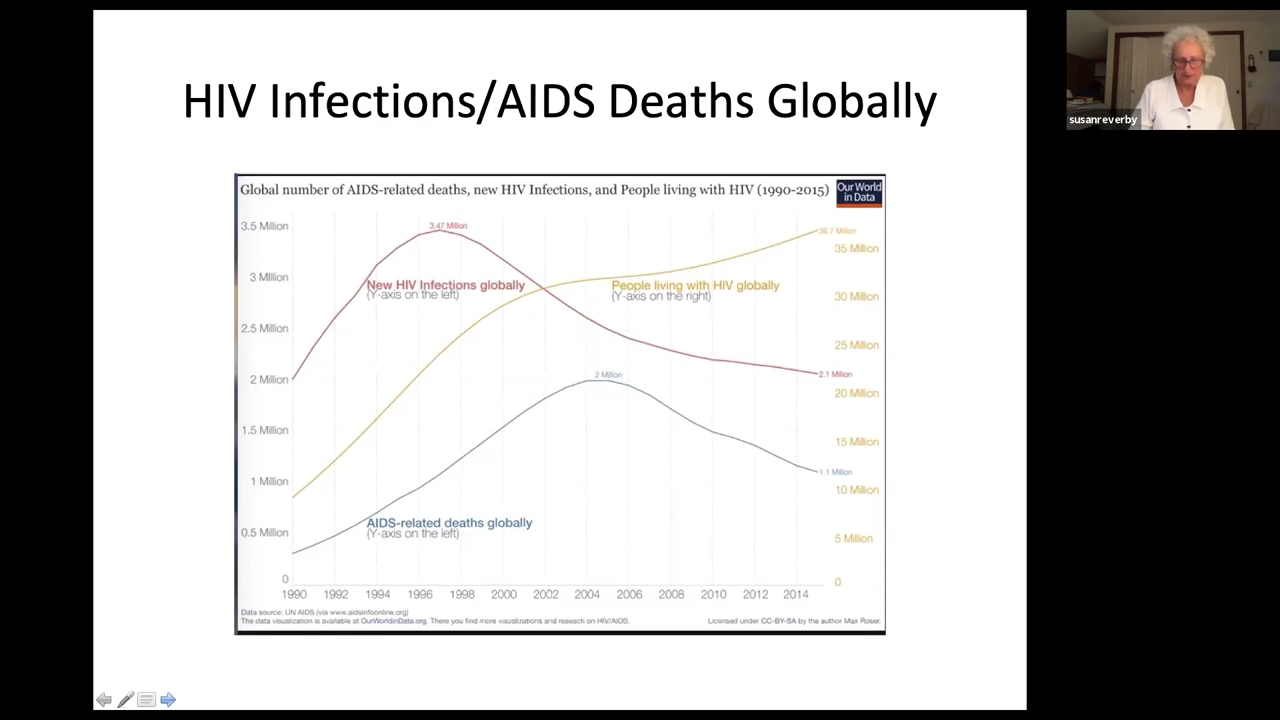 HIV Infections/AIDS Deaths Globally
susanreverby
Global number of AIDS-related deaths, new HIV Infections, and People living with HIV (1990-2015)
Our World
in Data
3.5 Million
3.47 Million
36.7 Million
35 Million
3 Million
New HIV Infections globally
(Y-axis on the left)
People living with HIV globally
(Y-axis on the right)
30 Million
2.5 Million
25 Million
2 Million
2 Million
2.1 Million
20 Million
1.5 Million
15 Million
1.1 Million
1 Million
10 Million
AIDS-related deaths globally
(Y-axis on the left)
0.5 Million
5 Million
0
0
1990 1992 1994 1996 1998 2000 2002 2004 2006 2008 2010 2012 2014
Data source: UN AIDS (via www.aidsinfoonline.org)
The data visualization is available at OurWorldinData.org. There you find more visualizations and reseach on HIV/AIDS.
Licensed under CC-BY-SA by the author Max Roser.